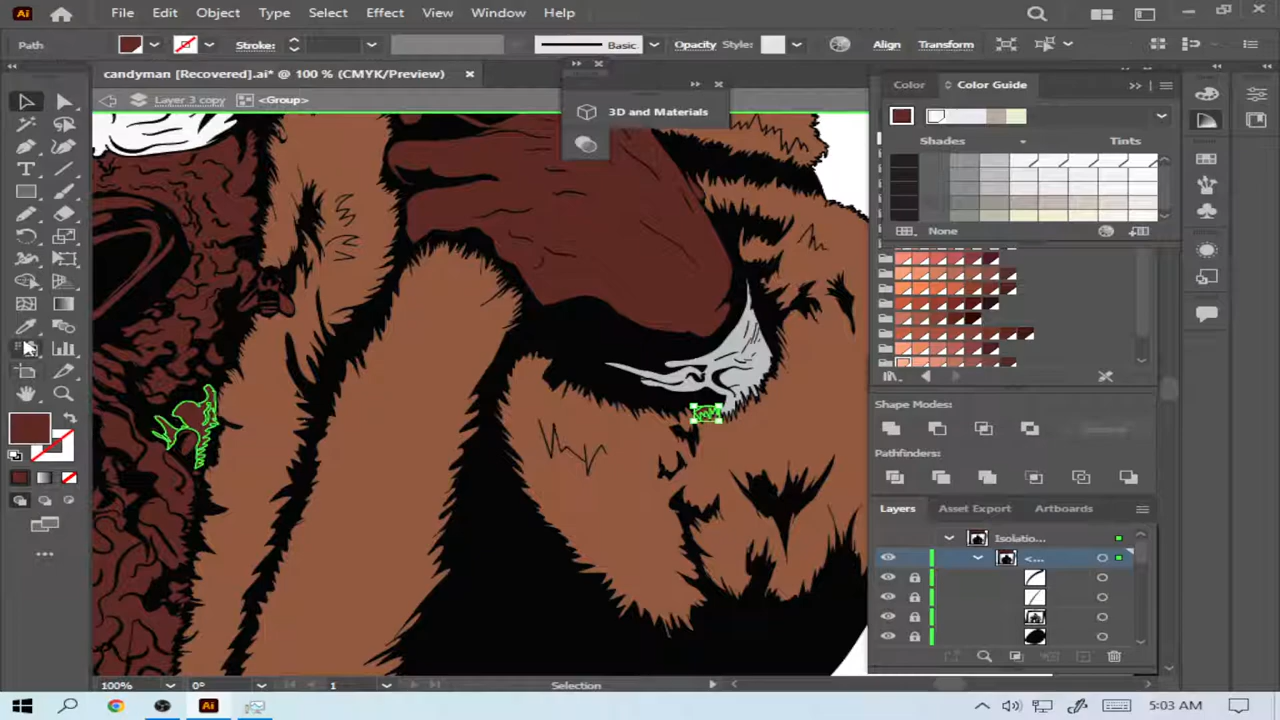 Ai File Edit Object Type Select Effect View Window Help
Path Stroke: Basic Opacity Style: Align Transform
candyman [Recovered].ai* @ 100 % (CMYK/Preview)
Layer 3 copy <Group>
3D and Materials
Color Color Guide
Shades Tints
None
Shape Modes:
Pathfinders:
Layers Asset Export Artboards
Isolatio...
<...
100% 0° 1 Selection
Ai 5:03 AM